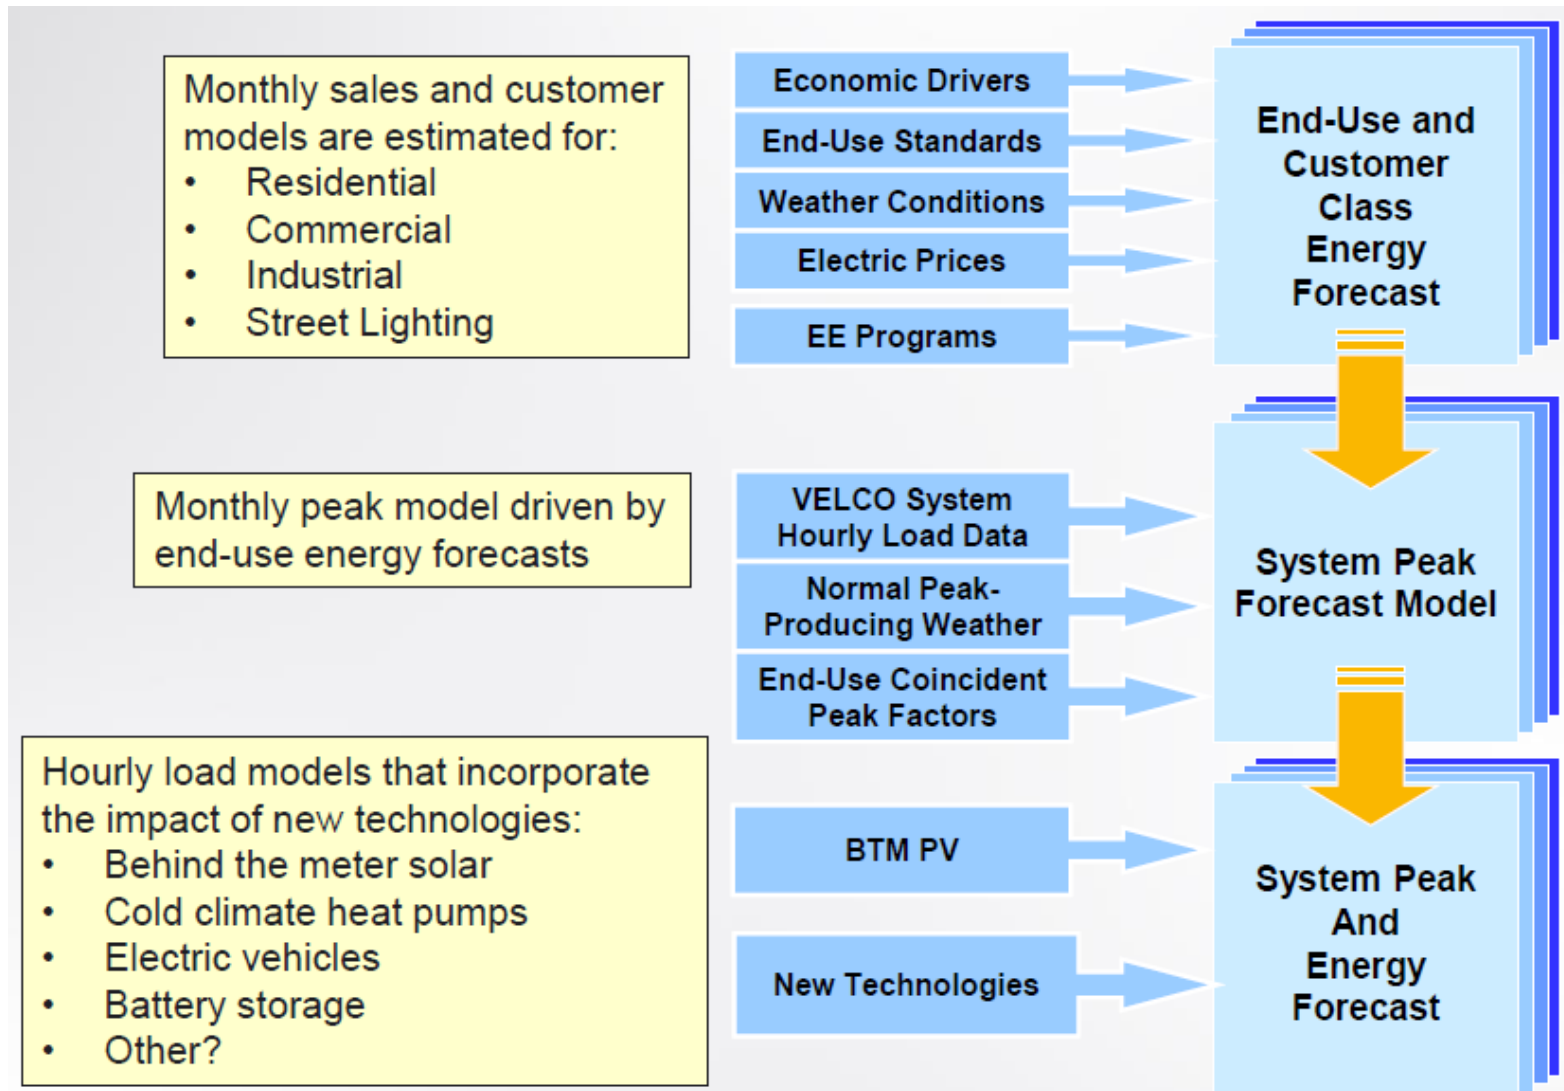 Monthly sales and customer
models are estimated for:
• Residential
• Commercial
• Industrial
• Street Lighting
Economic Drivers
End-Use Standards
Weather Conditions
Electric Prices
EE Programs
End-Use and
Customer
Class
Energy
Forecast
Monthly peak model driven by
end-use energy forecasts
VELCO System
Hourly Load Data
Normal Peak-
Producing Weather
End-Use Coincident
Peak Factors
System Peak
Forecast Model
Hourly load models that incorporate
the impact of new technologies:
• Behind the meter solar
• Cold climate heat pumps
• Electric vehicles
• Battery storage
• Other?
BTM PV
New Technologies
System Peak
And
Energy
Forecast